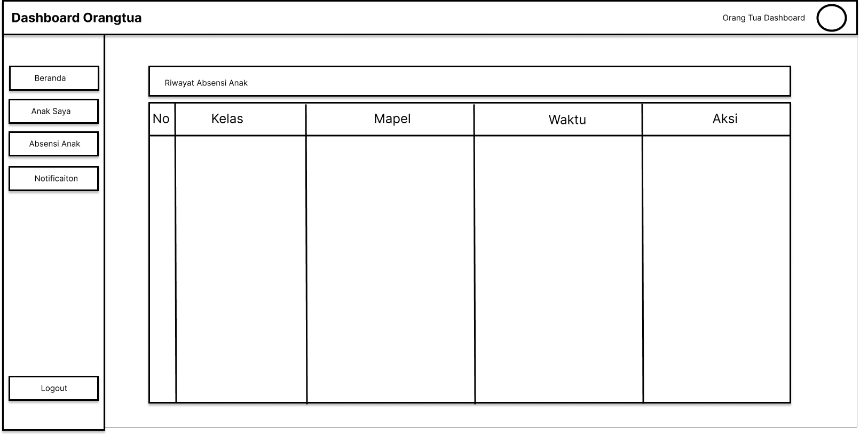 Dashboard Orangtua
Orang Tua Dashboard
Beranda
Anak Saya
Absensi Anak
Notificaiton
Logout
Riwayat Absensi Anak
No Kelas Mapel Waktu Aksi